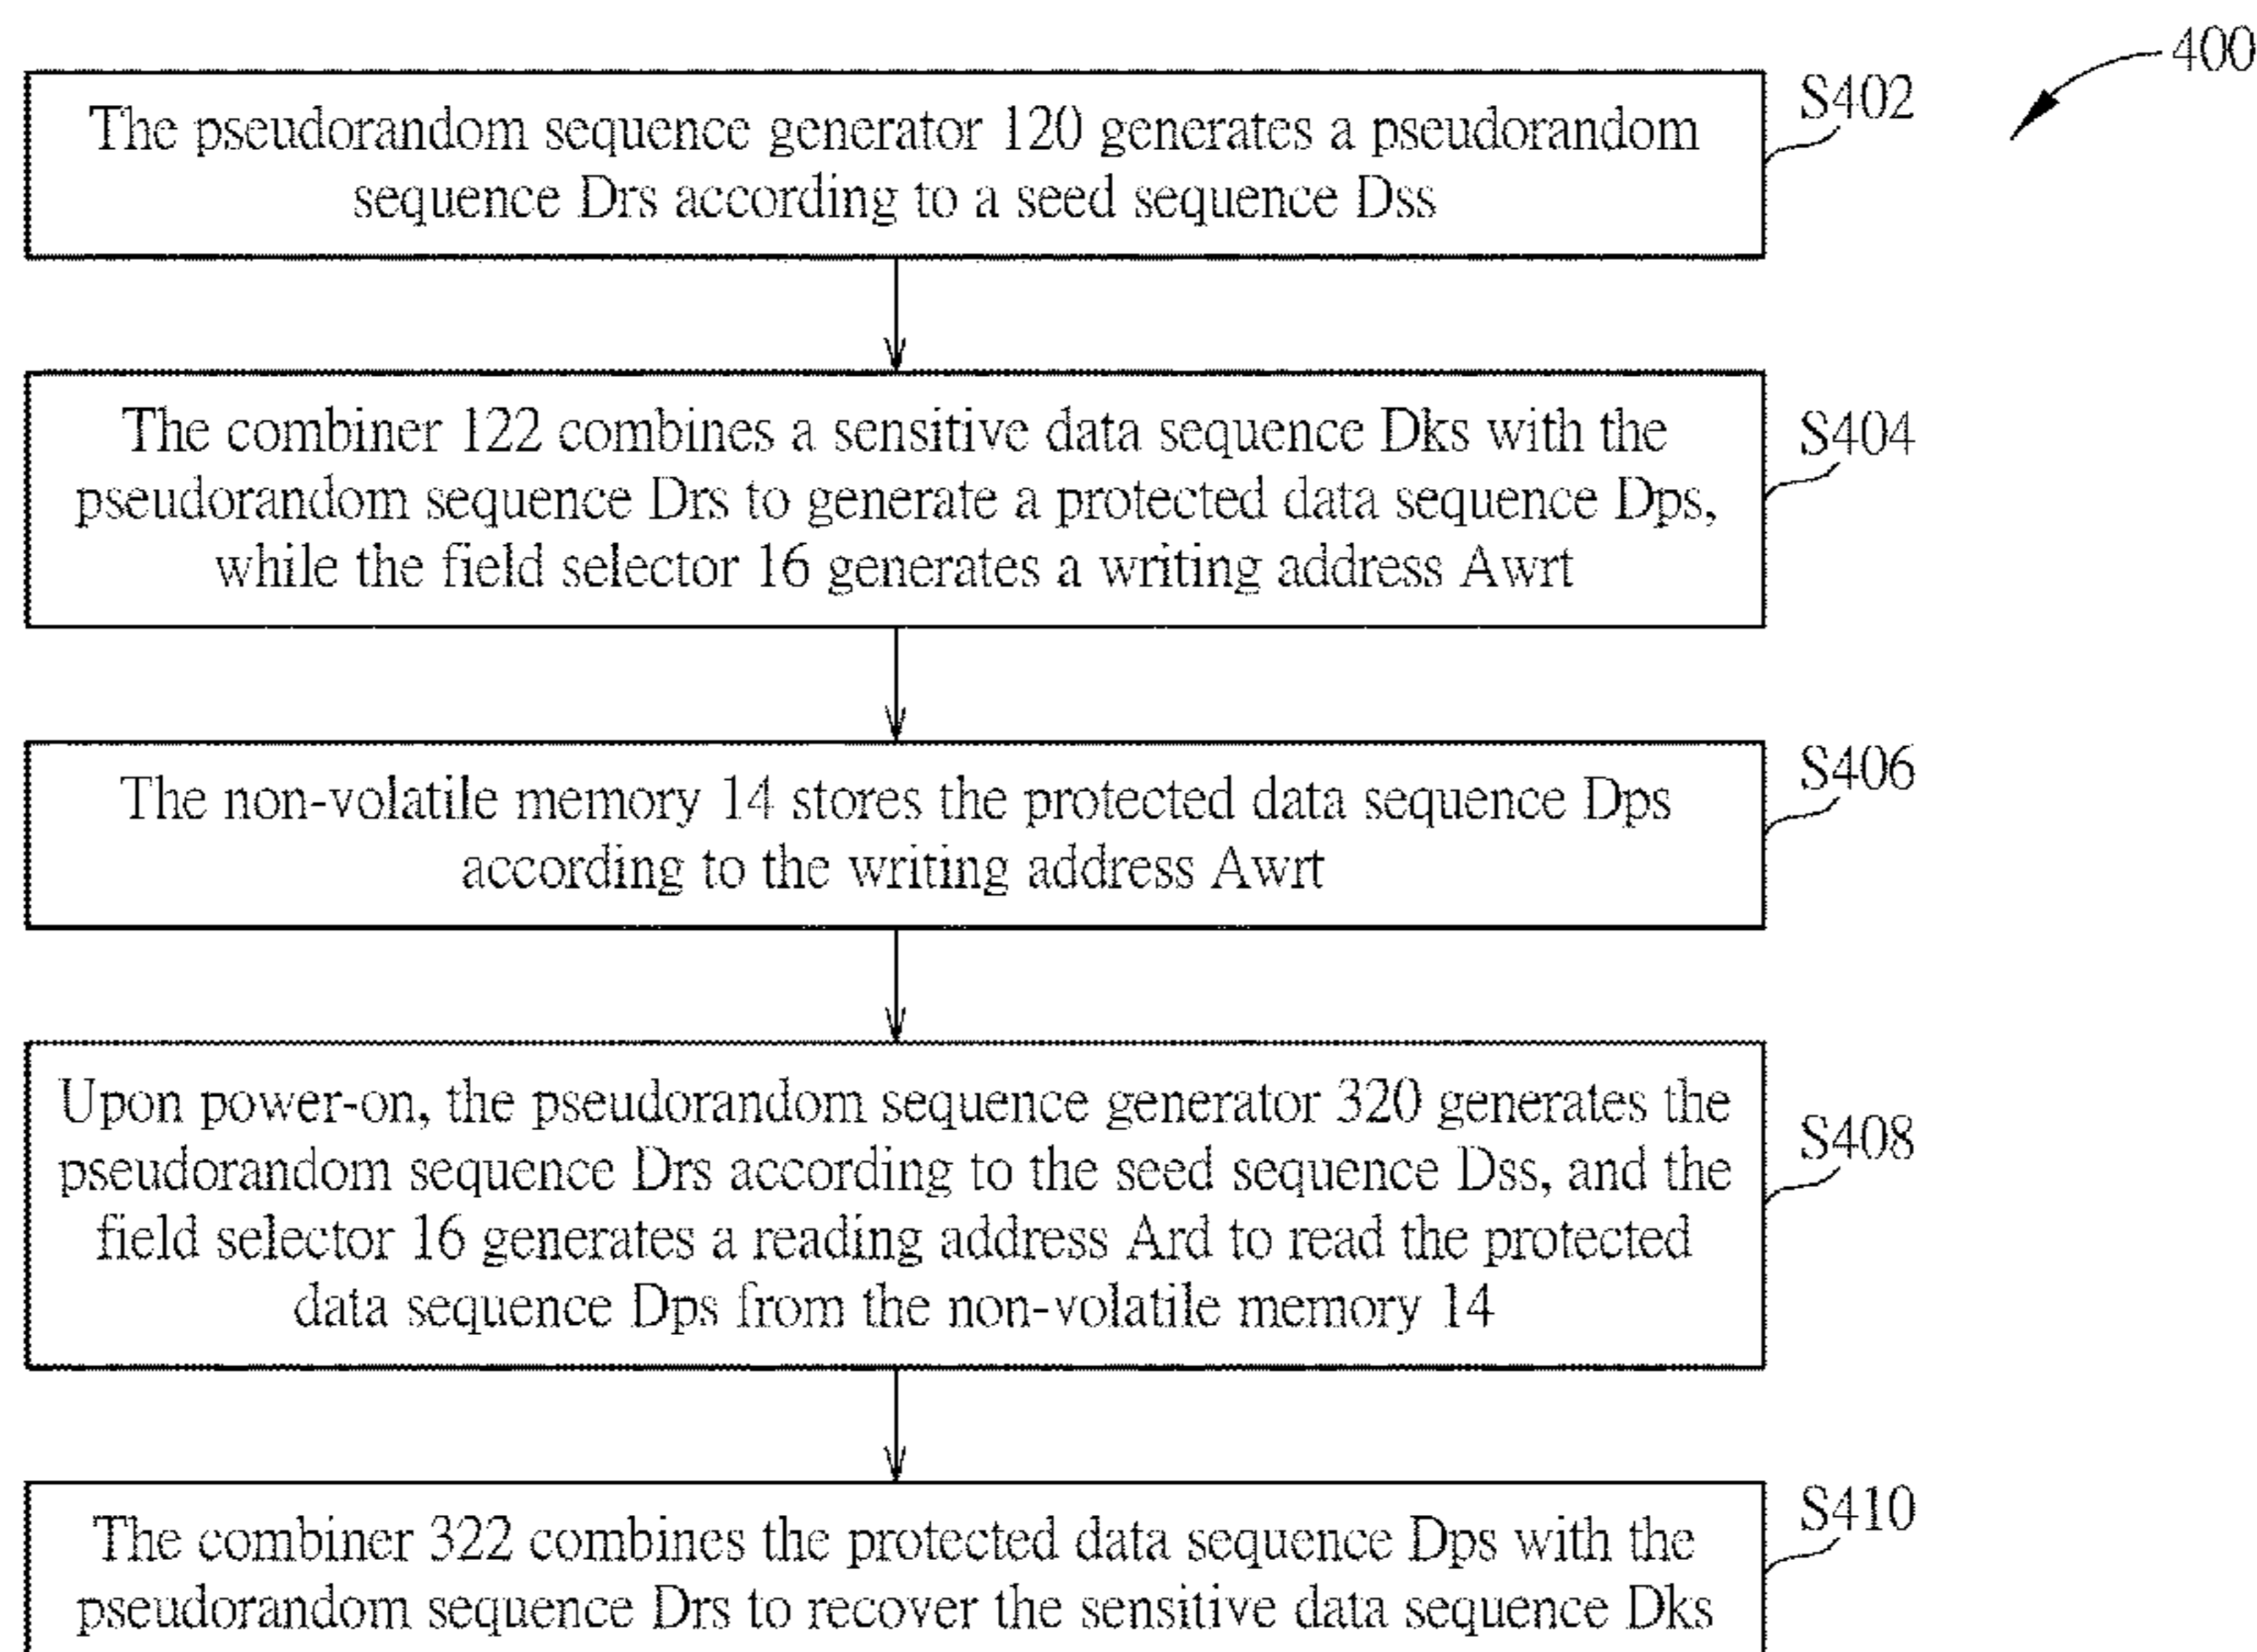 400
S402
The pseudorandom sequence generator 120 generates a pseudorandom
sequence Drs according to a seed sequence Dss
S404
The combiner 122 combines a sensitive data sequence Dks with the
pseudorandom sequence Drs to generate a protected data sequence Dps,
while the field selector 16 generates a writing address Awrt
S406
The non-volatile memory 14 stores the protected data sequence Dps
according to the writing address Awrt
S408
Upon power-on, the pseudorandom sequence generator 320 generates the
pseudorandom sequence Drs according to the seed sequence Dss, and the
field selector 16 generates a reading address Ard to read the protected
data sequence Dps from the non-volatile memory 14
S410
The combiner 322 combines the protected data sequence Dps with the
pseudorandom sequence Drs to recover the sensitive data sequence Dks